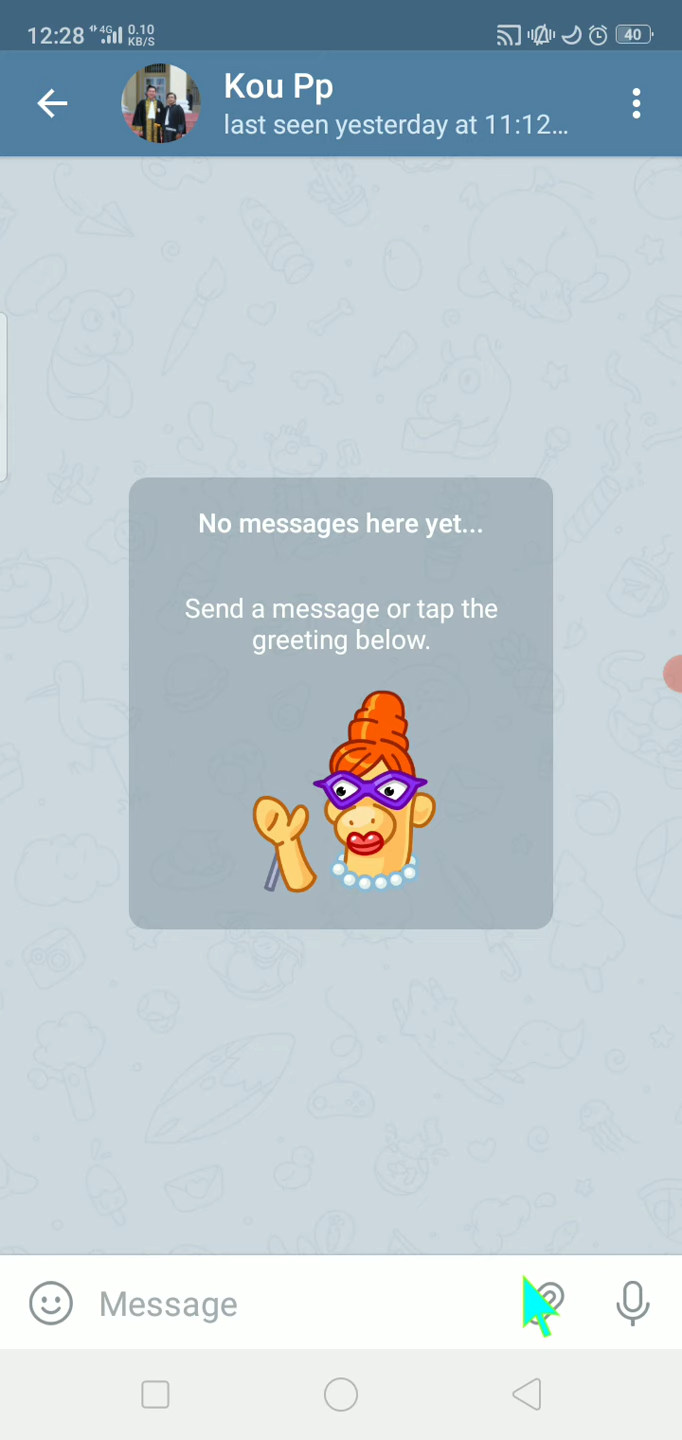 12:28 4G 0.10 KB/S 40
Kou Pp
last seen yesterday at 11:12...
No messages here yet...
Send a message or tap the
greeting below.
Message